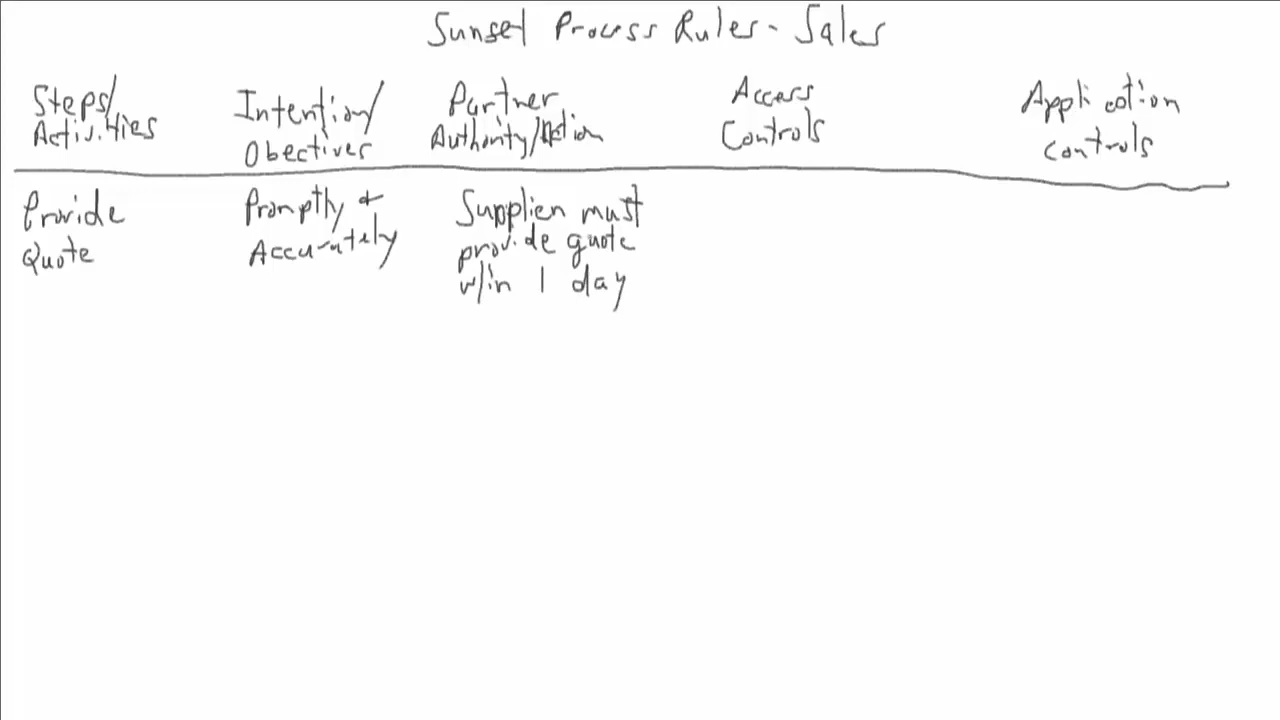 Sunset Process Rules - Sales
Steps/
Activities
Intention/
Obectives
Partner
Authority/Action
Access
Controls
Application
controls
Provide
Quote
Promptly +
Accurately
Supplier must
provide quote
w/in 1 day